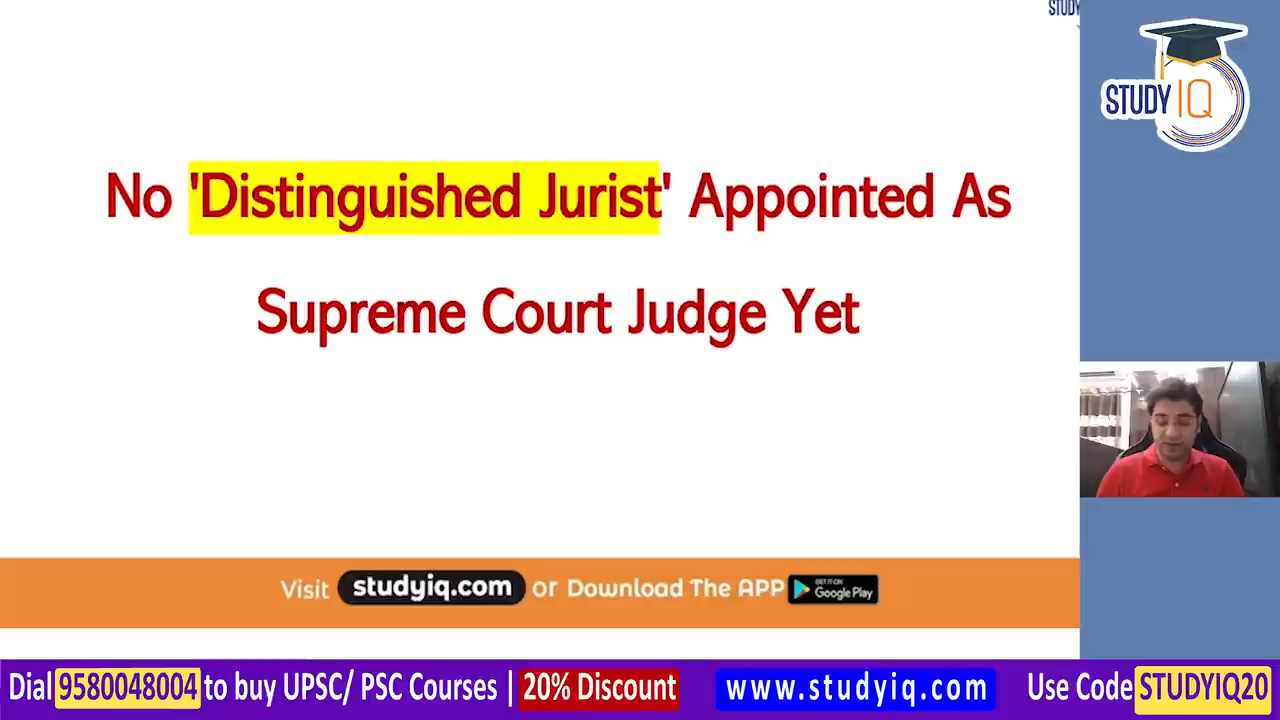 STUDY
STUDY IQ
No 'Distinguished Jurist' Appointed As
Supreme Court Judge Yet
Visit studyiq.com or Download The APP GET IT ON Google Play
Dial 9580048004 to buy UPSC/ PSC Courses | 20% Discount www.studyiq.com Use Code STUDYIQ20